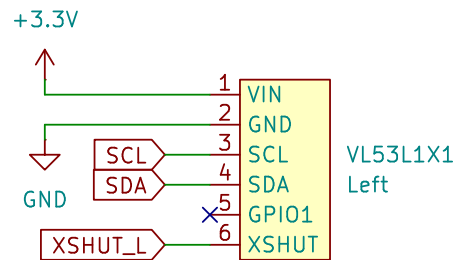 +3.3V
1 VIN
2 GND
3 SCL SCL
VL53L1X1
4 SDA SDA
Left
GND
5 GPIO1
6 XSHUT_L XSHUT